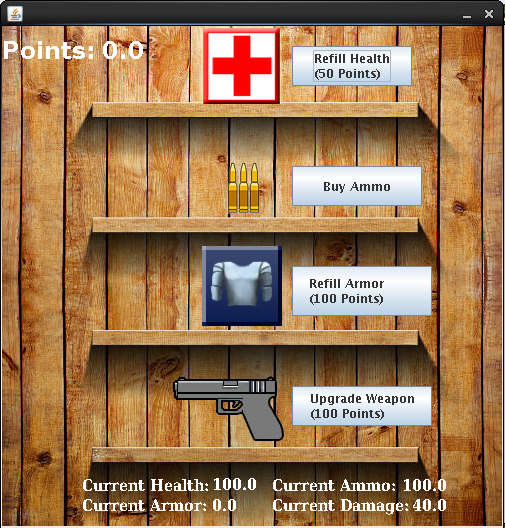 Points: 0.0
Refill Health
(50 Points)
Buy Ammo
Refill Armor
(100 Points)
Upgrade Weapon
(100 Points)
Current Health: 100.0 Current Ammo: 100.0
Current Armor: 0.0 Current Damage: 40.0